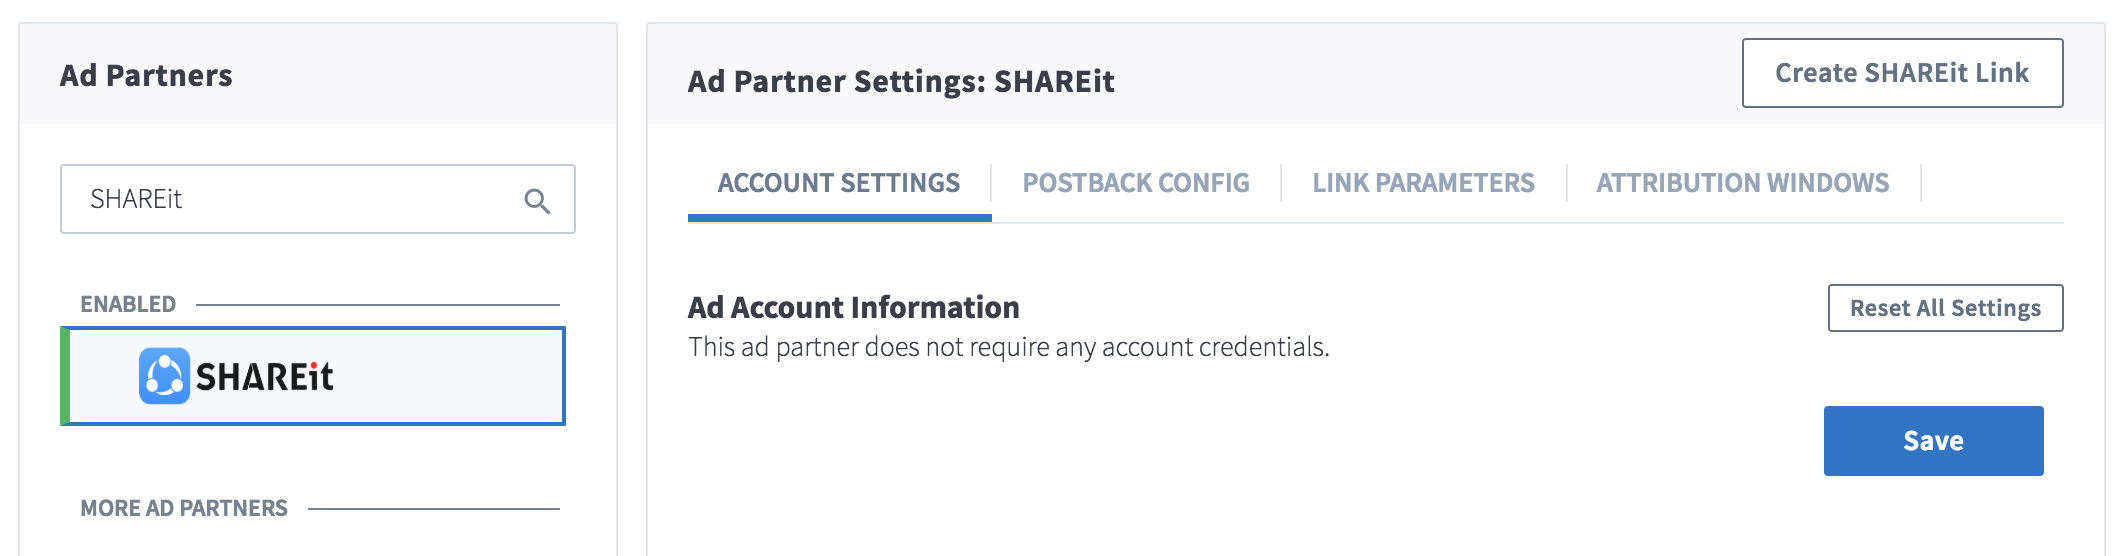 Ad Partners
SHAREit
ENABLED
SHAREit
MORE AD PARTNERS
Ad Partner Settings: SHAREit
Create SHAREit Link
ACCOUNT SETTINGS
POSTBACK CONFIG
LINK PARAMETERS
ATTRIBUTION WINDOWS
Ad Account Information
Reset All Settings
This ad partner does not require any account credentials.
Save